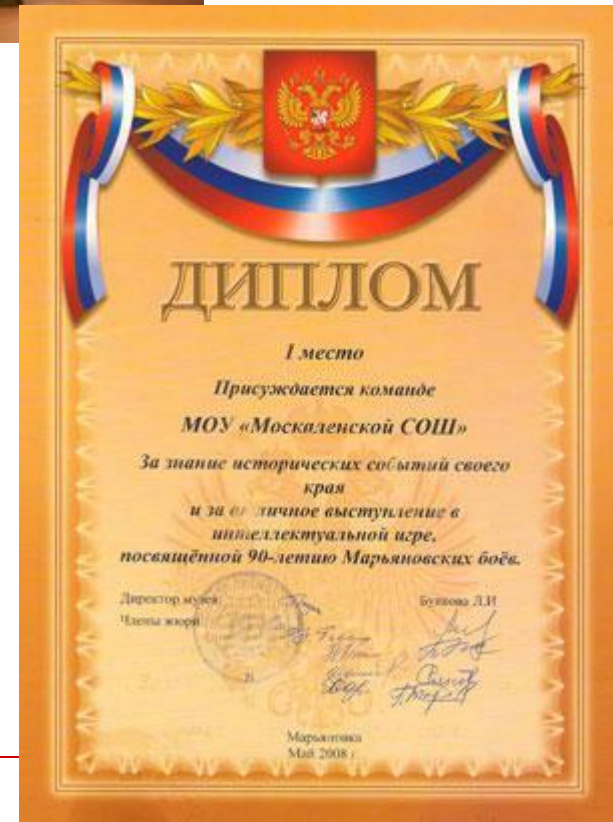 ДИПЛОМ
I место
Присуждается команде
МОУ «Москаленской СОШ»
За знание исторических событий своего
края
и за отличное выступление в
интеллектуальной игре,
посвящённой 90-летию Марьяновских боёв.
Директор музея
Члены жюри
Марьяновка
Май 2008 г.